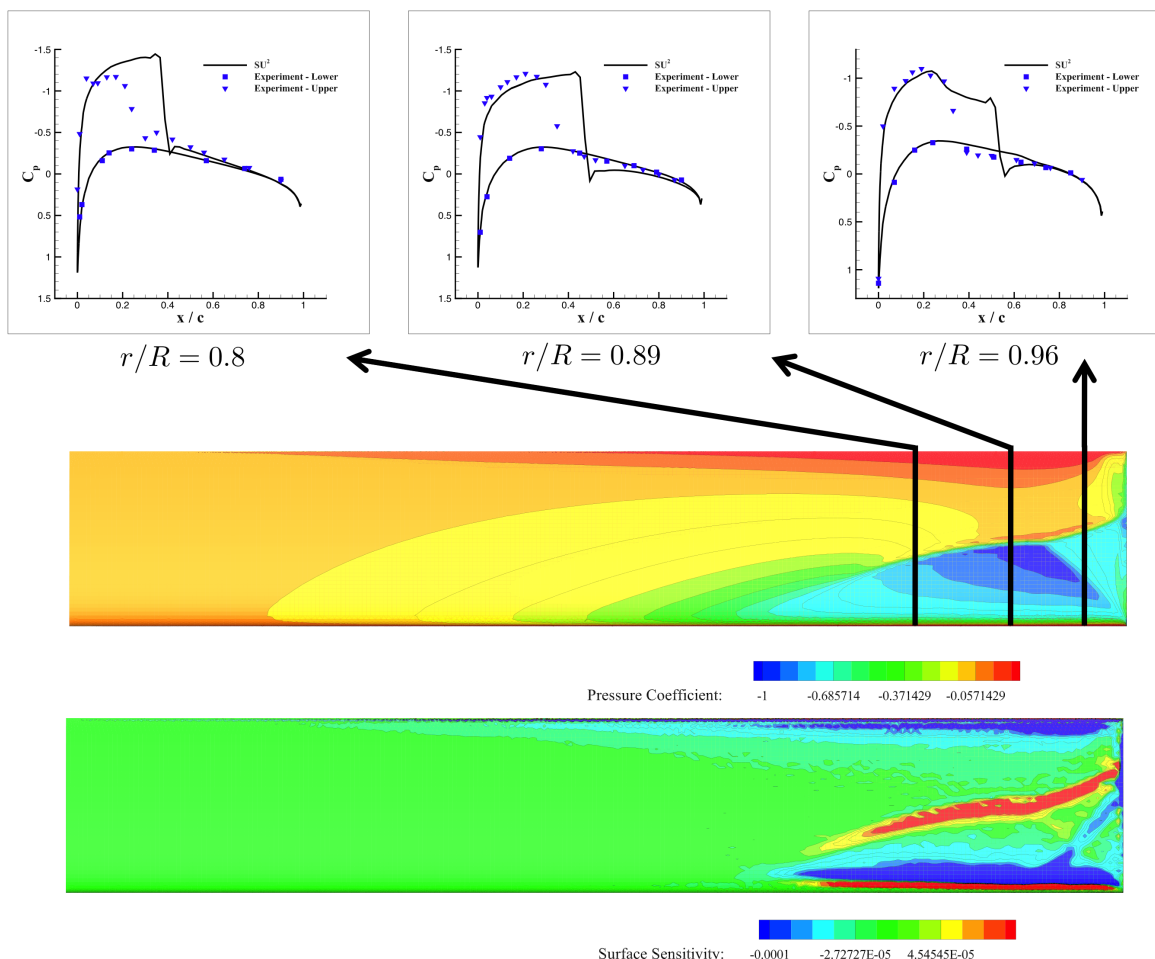 -1.5
-1
-0.5
0
0.5
1
1.5
C_p
SU²
Experiment - Lower
Experiment - Upper
0 0.2 0.4 0.6 0.8 1
x / c
r/R = 0.8
-1.5
-1
-0.5
0
0.5
1
1.5
C_p
SU²
Experiment - Lower
Experiment - Upper
0 0.2 0.4 0.6 0.8 1
x / c
r/R = 0.89
-1
-0.5
0
0.5
1
C_p
SU²
Experiment - Lower
Experiment - Upper
0 0.2 0.4 0.6 0.8 1
x / c
r/R = 0.96
Pressure Coefficient: -1 -0.685714 -0.371429 -0.0571429
Surface Sensitivity: -0.0001 -2.72727E-05 4.54545E-05